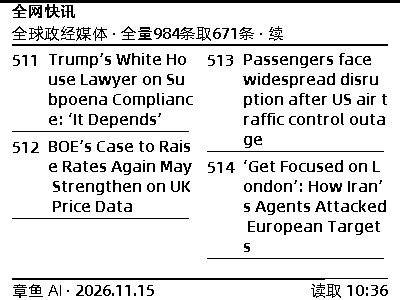 全网快讯
全球政经媒体 · 全量984条取671条 · 续
511 Trump’s White Ho
use Lawyer on Su
bpoena Complianc
e: ‘It Depends’
512 BOE’s Case to Rais
e Rates Again May
Strengthen on UK
Price Data
513 Passengers face
widespread disru
ption after US air t
raffic control outa
ge
514 ‘Get Focused on L
ondon’: How Iran’
s Agents Attacked
European Target
s
章鱼 AI · 2026.11.15
读取 10:36